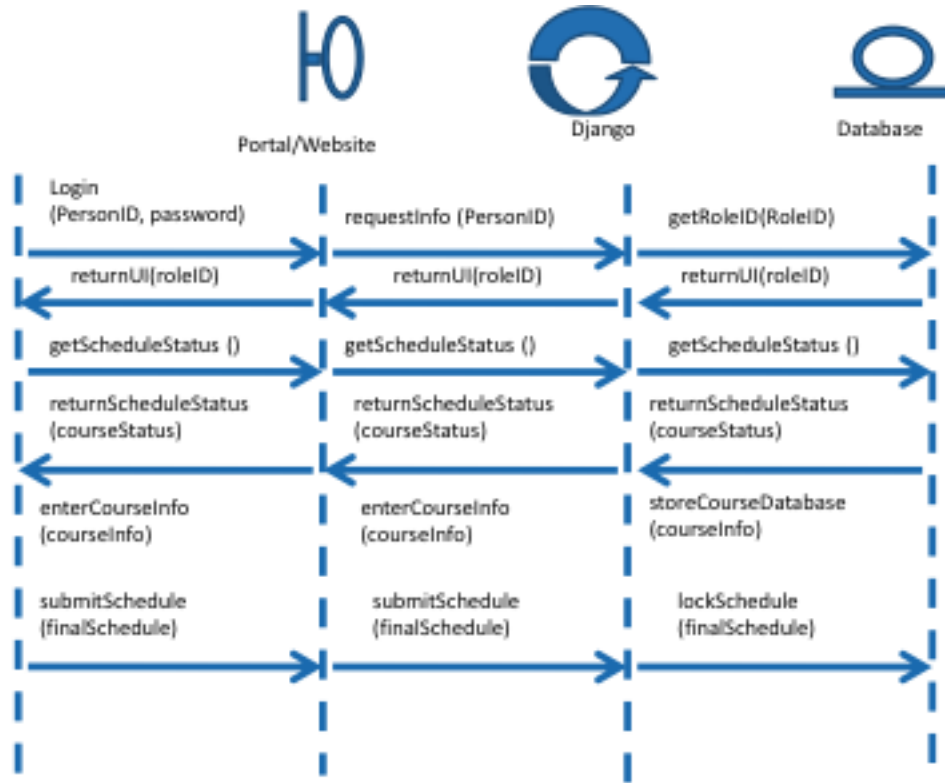 Portal/Website
Django
Database
Login
(PersonID, password)
requestInfo (PersonID)
getRoleID(RoleID)
returnUI(roleID)
returnUI(roleID)
returnUI(roleID)
getScheduleStatus ()
getScheduleStatus ()
getScheduleStatus ()
returnScheduleStatus
(courseStatus)
returnScheduleStatus
(courseStatus)
returnScheduleStatus
(courseStatus)
enterCourseInfo
(courseInfo)
enterCourseInfo
(courseInfo)
storeCourseDatabase
(courseInfo)
submitSchedule
(finalSchedule)
submitSchedule
(finalSchedule)
lockSchedule
(finalSchedule)